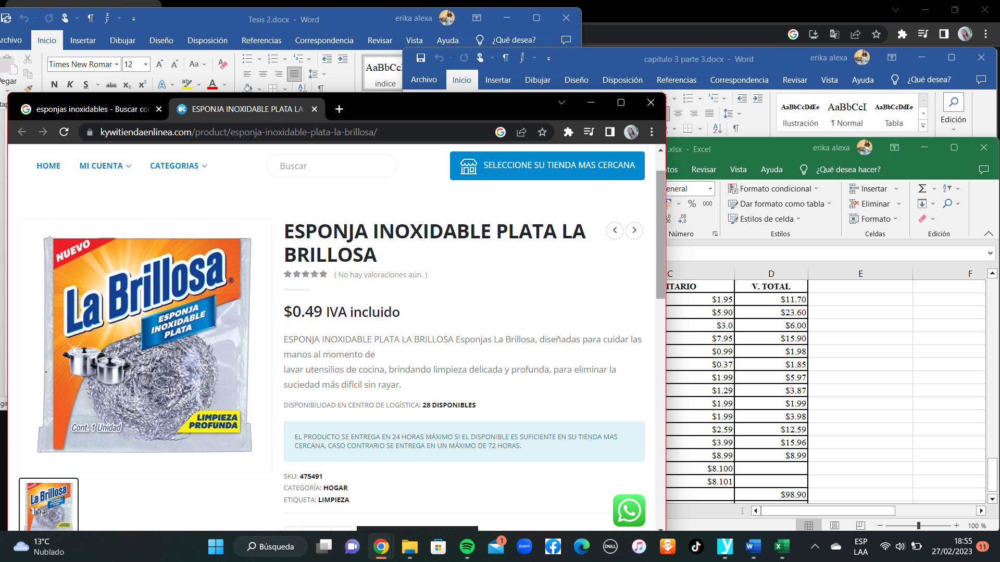 Tesis 2.docx - Word
erika alexa
Inicio Insertar Dibujar Diseño Disposición Referencias Correspondencia Revisar Vista Ayuda ¿Qué desea?
Times New Romar 12
Aa
N K S abc x₂ x² A A
AaBbCcI
indice
capitulo 3 parte 3.docx - Word
erika alexa
Archivo Inicio Insertar Dibujar Diseño Disposición Referencias Correspondencia Revisar Vista Ayuda ¿Qué desea?
AaBbCcDdEe AaBbCcI AaBbCcDdEe
Ilustración ¶ Normal Tabla
Edición
esponjas inoxidables - Buscar cor
ESPONJA INOXIDABLE PLATA LA
kywitiendaenlinea.com/product/esponja-inoxidable-plata-la-brillosa/
HOME MI CUENTA CATEGORIAS
Buscar
SELECCIONE SU TIENDA MAS CERCANA
NUEVO
La Brillosa®
ESPONJA
INOXIDABLE
PLATA
LIMPIEZA
PROFUNDA
Cont. 1 Unidad
ESPONJA INOXIDABLE PLATA LA
BRILLOSA
( No hay valoraciones aún. )
$0.49 IVA incluido
ESPONJA INOXIDABLE PLATA LA BRILLOSA Esponjas La Brillosa, diseñadas para cuidar las
manos al momento de
lavar utensilios de cocina, brindando limpieza delicada y profunda, para eliminar la
suciedad más difícil sin rayar.
DISPONIBILIDAD EN CENTRO DE LOGÍSTICA: 28 DISPONIBLES
EL PRODUCTO SE ENTREGA EN 24 HORAS MÁXIMO SI EL DISPONIBLE ES SUFICIENTE EN SU TIENDA MAS
CERCANA, CASO CONTRARIO SE ENTREGA EN UN MÁXIMO DE 72 HORAS.
SKU: 475491
CATEGORÍA: HOGAR
ETIQUETA: LIMPIEZA
.xlsx - Excel
erika alexa
Revisar Vista Ayuda ¿Qué desea hacer?
Formato condicional
Dar formato como tabla
Estilos de celda
Insertar
Eliminar
Formato
% 000
Número Estilos Celdas Edición
C D E F
ITARIO V. TOTAL
$1.95 $11.70
$5.90 $23.60
$3.0 $6.00
$7.95 $15.90
$0.99 $1.98
$0.37 $1.85
$1.99 $5.97
$1.29 $3.87
$1.99 $1.99
$1.99 $3.98
$2.59 $12.59
$3.99 $15.96
$8.99 $8.99
$8.100
$8.101
$98.90
100 %
13°C
Nublado
Búsqueda
1
zoom
DELL
ESP
LAA
18:55
27/02/2023
11